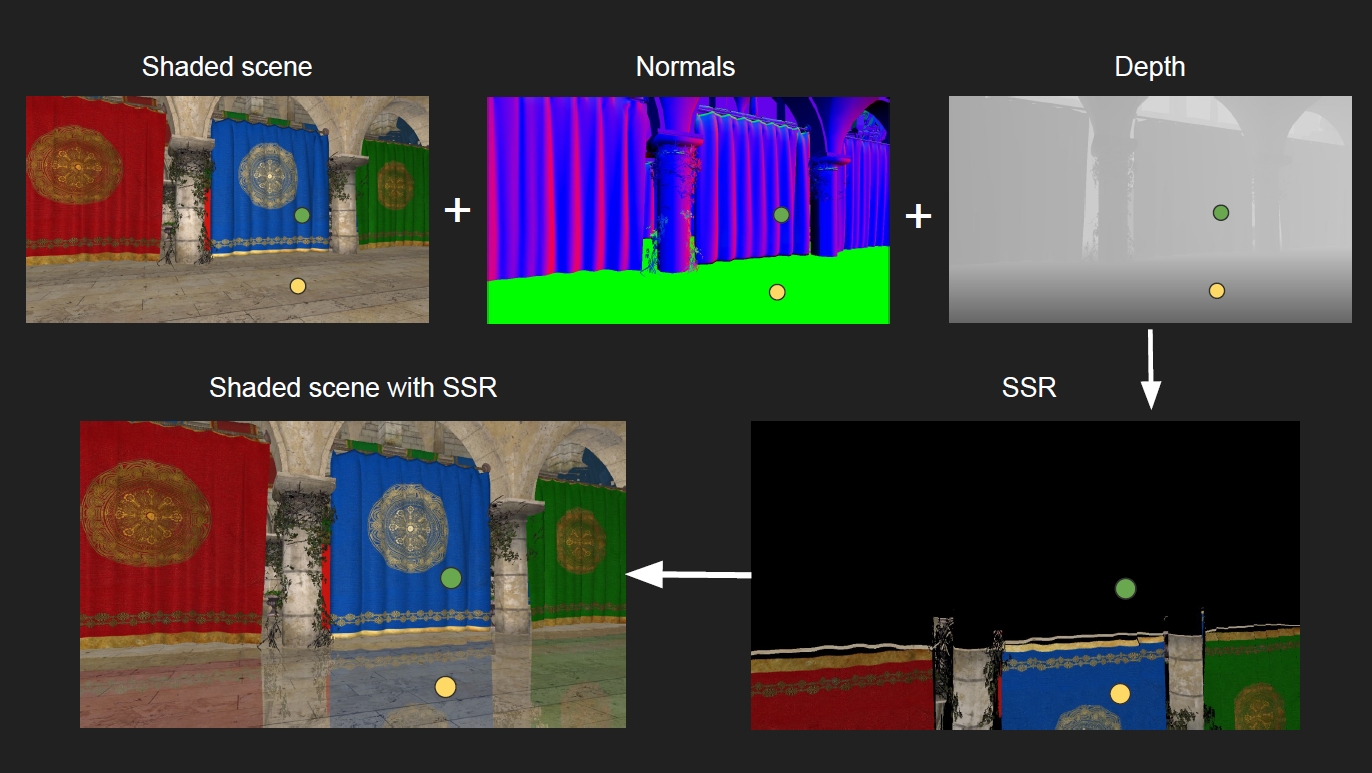 Shaded scene
Normals
Depth
+
+
Shaded scene with SSR
SSR